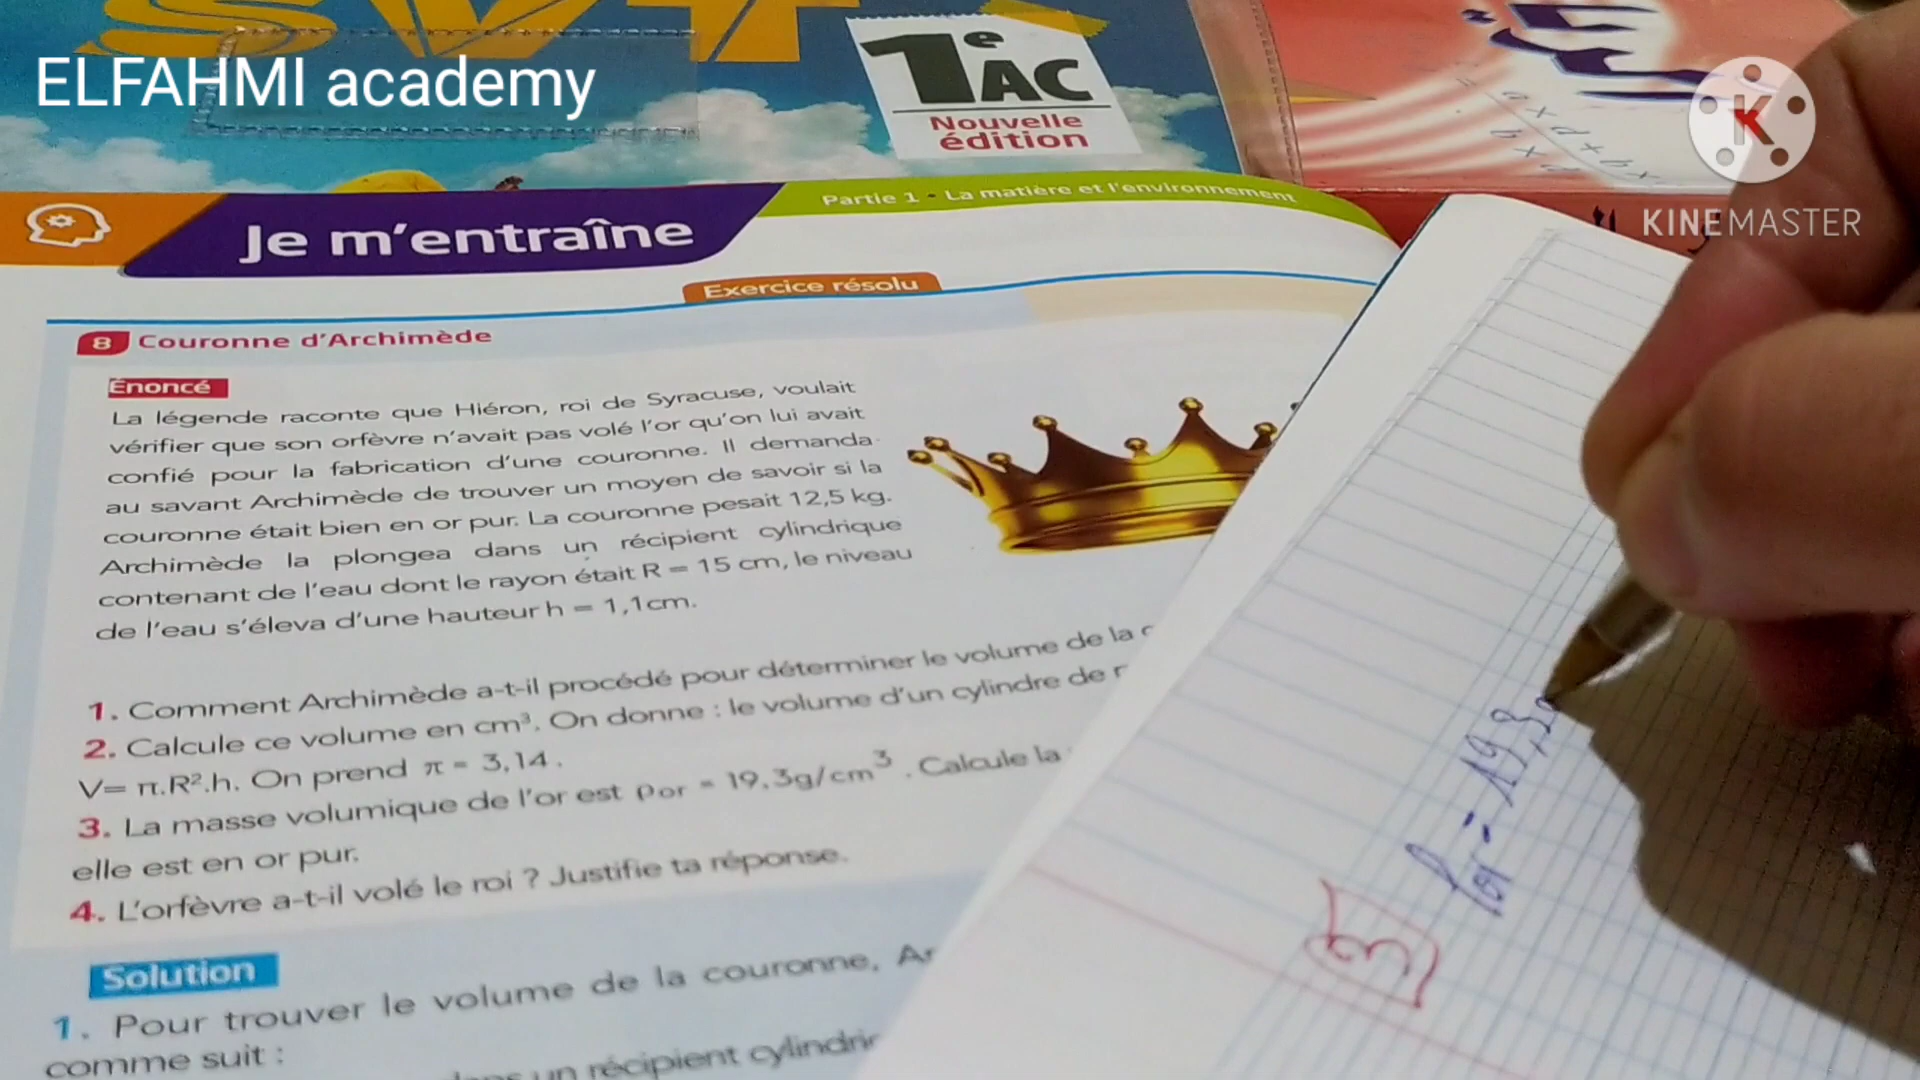 SVT
ELFAHMI academy
1e AC
Nouvelle
édition
KINEMASTER
Partie 1 - La matière et l'environnement
Je m'entraîne
Exercice résolu
8 Couronne d'Archimède
Énoncé
La légende raconte que Hiéron, roi de Syracuse, voulait
vérifier que son orfèvre n'avait pas volé l'or qu'on lui avait
confié pour la fabrication d'une couronne. Il demanda
au savant Archimède de trouver un moyen de savoir si la
couronne était bien en or pur. La couronne pesait 12,5 kg.
Archimède la plongea dans un récipient cylindrique
contenant de l'eau dont le rayon était R = 15 cm, le niveau
de l'eau s'éleva d'une hauteur h = 1,1cm.
1. Comment Archimède a-t-il procédé pour déterminer le volume de la c
2. Calcule ce volume en cm³. On donne : le volume d'un cylindre de r
V= π.R².h. On prend π = 3,14.
3. La masse volumique de l'or est ρor = 19,3g/cm³. Calcule la
elle est en or pur.
4. L'orfèvre a-t-il volé le roi ? Justifie ta réponse.
Solution
1. Pour trouver le volume de la couronne, Ar
comme suit :
un récipient cylindri
3
ρor = 19,3